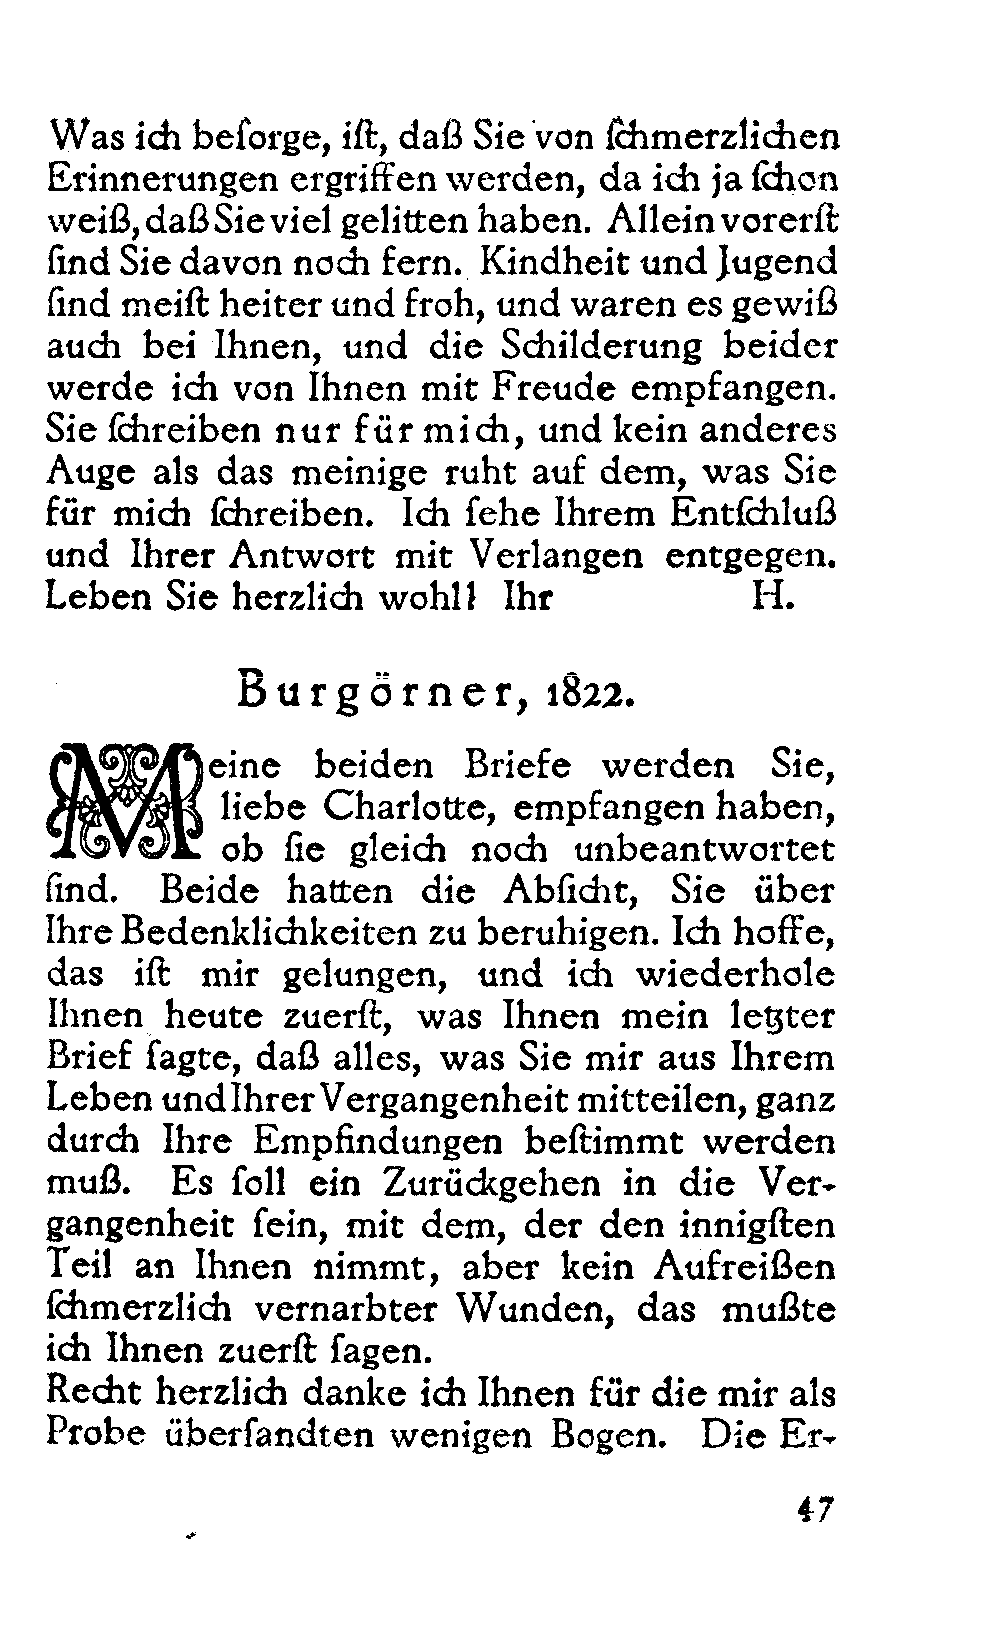 Was ich beſorge, iſt, daß Sie von ſchmerzlichen
Erinnerungen ergriffen werden, da ich ja ſchon
weiß, daß Sie viel gelitten haben. Allein vorerſt
ſind Sie davon noch fern. Kindheit und Jugend
ſind meiſt heiter und froh, und waren es gewiß
auch bei Ihnen, und die Schilderung beider
werde ich von Ihnen mit Freude empfangen.
Sie ſchreiben nur für mich, und kein anderes
Auge als das meinige ruht auf dem, was Sie
für mich ſchreiben. Ich ſehe Ihrem Entſchluß
und Ihrer Antwort mit Verlangen entgegen.
Leben Sie herzlich wohl! Ihr H.
Burgörner, 1822.
Meine beiden Briefe werden Sie,
liebe Charlotte, empfangen haben,
ob ſie gleich noch unbeantwortet
ſind. Beide hatten die Abſicht, Sie über
Ihre Bedenklichkeiten zu beruhigen. Ich hoffe,
das iſt mir gelungen, und ich wiederhole
Ihnen heute zuerſt, was Ihnen mein letzter
Brief ſagte, daß alles, was Sie mir aus Ihrem
Leben und Ihrer Vergangenheit mitteilen, ganz
durch Ihre Empfindungen beſtimmt werden
muß. Es ſoll ein Zurückgehen in die Ver-
gangenheit ſein, mit dem, der den innigſten
Teil an Ihnen nimmt, aber kein Aufreißen
ſchmerzlich vernarbter Wunden, das mußte
ich Ihnen zuerſt ſagen.
Recht herzlich danke ich Ihnen für die mir als
Probe überſandten wenigen Bogen. Die Er-
47